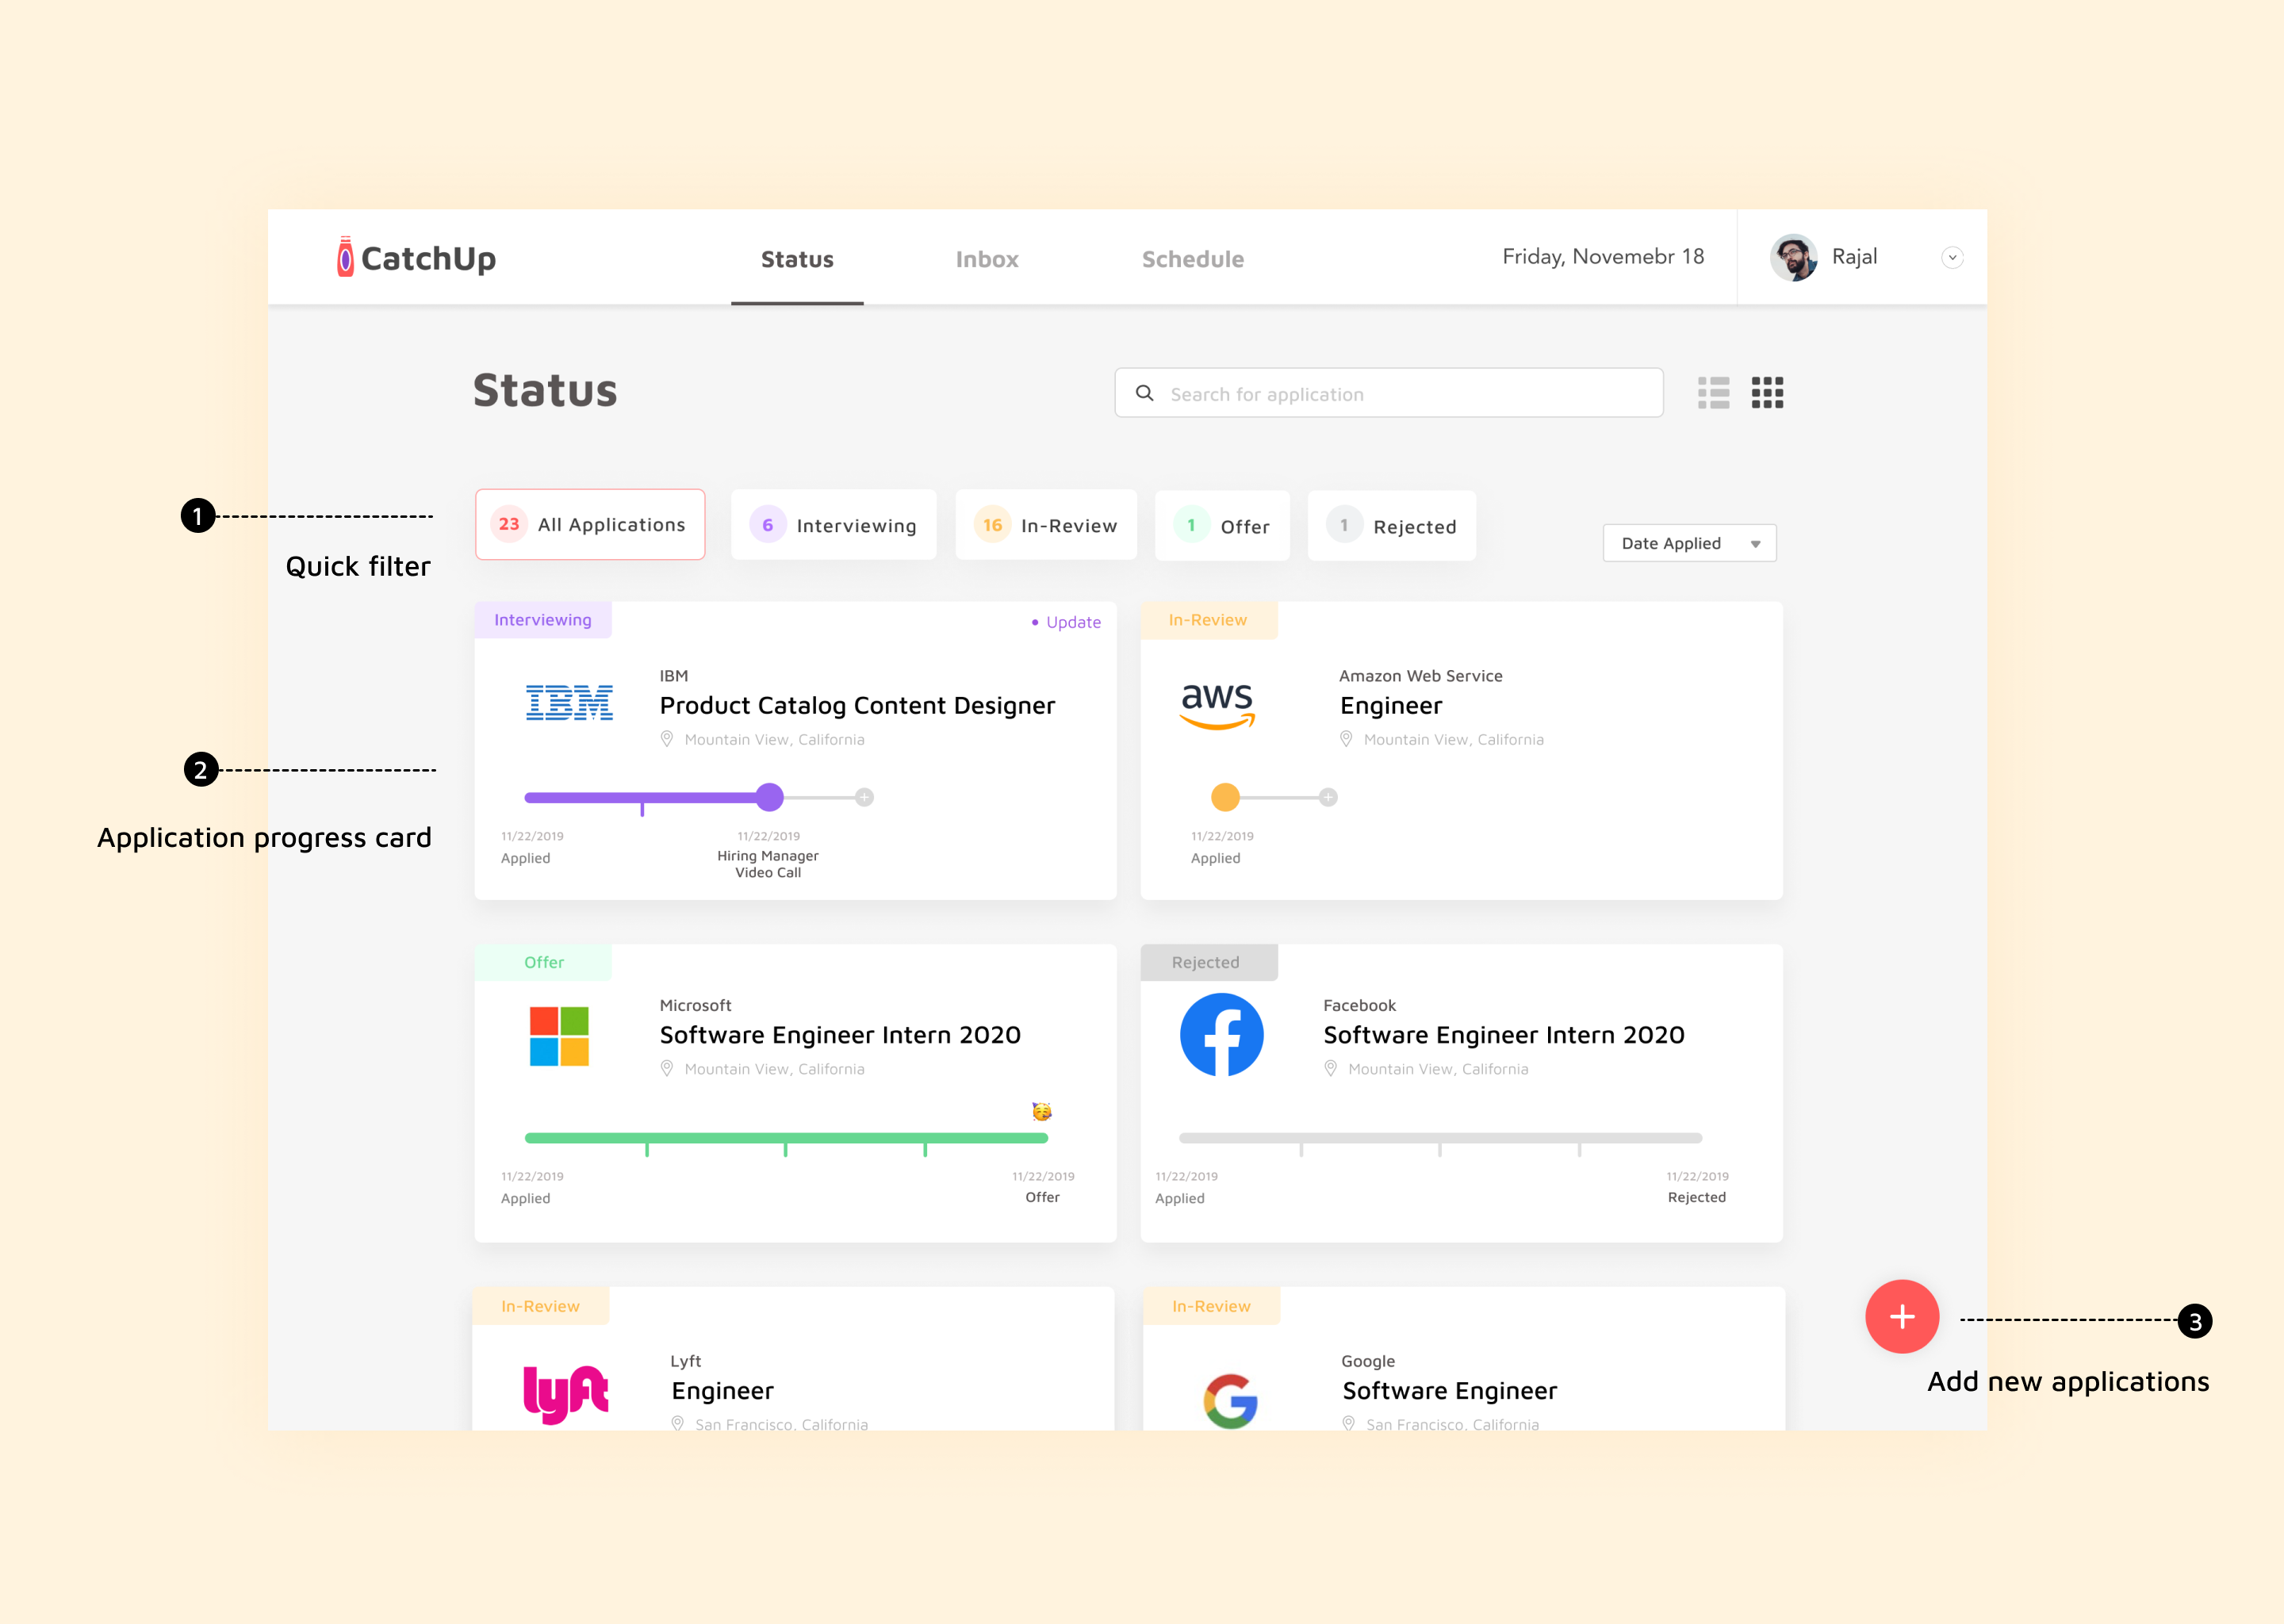 CatchUp
Status
Inbox
Schedule
Friday, Novemebr 18
Rajal
Status
Search for application
1
Quick filter
23 All Applications
6 Interviewing
16 In-Review
1 Offer
1 Rejected
Date Applied
Interviewing
Update
IBM
IBM
Product Catalog Content Designer
Mountain View, California
11/22/2019
Applied
11/22/2019
Hiring Manager
Video Call
In-Review
aws
Amazon Web Service
Engineer
Mountain View, California
11/22/2019
Applied
2
Application progress card
Offer
Microsoft
Software Engineer Intern 2020
Mountain View, California
11/22/2019
Applied
11/22/2019
Offer
Rejected
Facebook
Software Engineer Intern 2020
Mountain View, California
11/22/2019
Applied
11/22/2019
Rejected
In-Review
lyft
Lyft
Engineer
San Francisco, California
In-Review
G
Google
Software Engineer
San Francisco, California
3
Add new applications